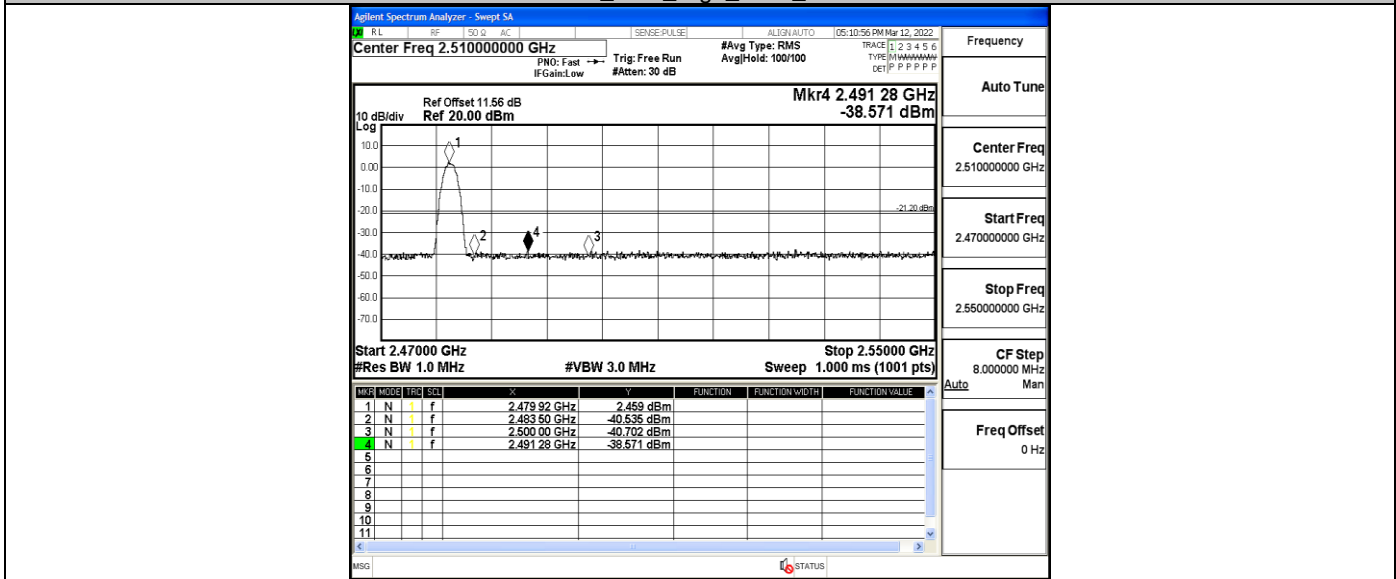 Agilent Spectrum Analyzer - Swept SA
RL RF 50 Ω AC SENSE:PULSE ALIGNAUTO 05:10:56 PM Mar 12, 2022
Center Freq 2.510000000 GHz
PNO: Fast
IFGain:Low
Trig: Free Run
#Atten: 30 dB
#Avg Type: RMS
Avg|Hold: 100/100
TRACE 1 2 3 4 5 6
TYPE M
DET P P P P P P
Mkr4 2.491 28 GHz
-38.571 dBm
Ref Offset 11.56 dB
10 dB/div Ref 20.00 dBm
Log
10.0
0.00
-10.0
-20.0
-30.0
-40.0
-50.0
-60.0
-70.0
1
2
4
3
-21.20 dBm
Start 2.47000 GHz Stop 2.55000 GHz
#Res BW 1.0 MHz #VBW 3.0 MHz Sweep 1.000 ms (1001 pts)
MKR MODE TRC SCL X Y FUNCTION FUNCTION WIDTH FUNCTION VALUE
1 N 1 f 2.479 92 GHz 2.459 dBm
2 N 1 f 2.483 50 GHz -40.535 dBm
3 N 1 f 2.500 00 GHz -40.702 dBm
4 N 1 f 2.491 28 GHz -38.571 dBm
5
6
7
8
9
10
11
MSG STATUS
Frequency
Auto Tune
Center Freq
2.510000000 GHz
Start Freq
2.470000000 GHz
Stop Freq
2.550000000 GHz
CF Step
8.000000 MHz
Auto Man
Freq Offset
0 Hz